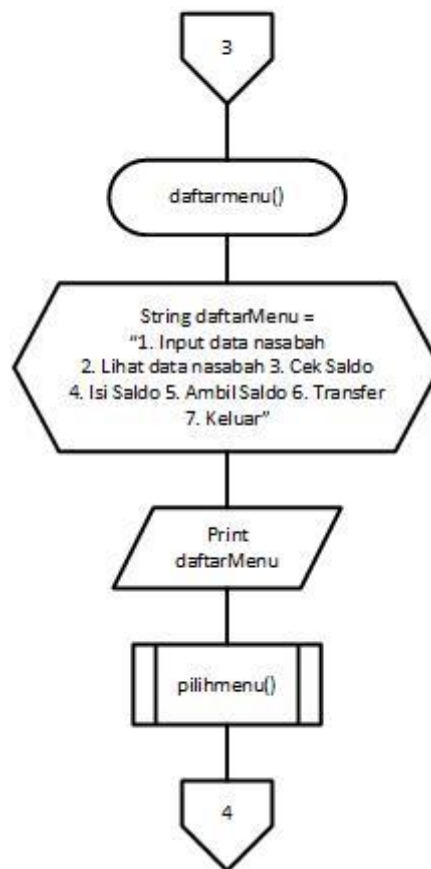 3
daftarmenu()
String daftarMenu =
“1. Input data nasabah
2. Lihat data nasabah 3. Cek Saldo
4. Isi Saldo 5. Ambil Saldo 6. Transfer
7. Keluar”
Print
daftarMenu
pilihmenu()
4